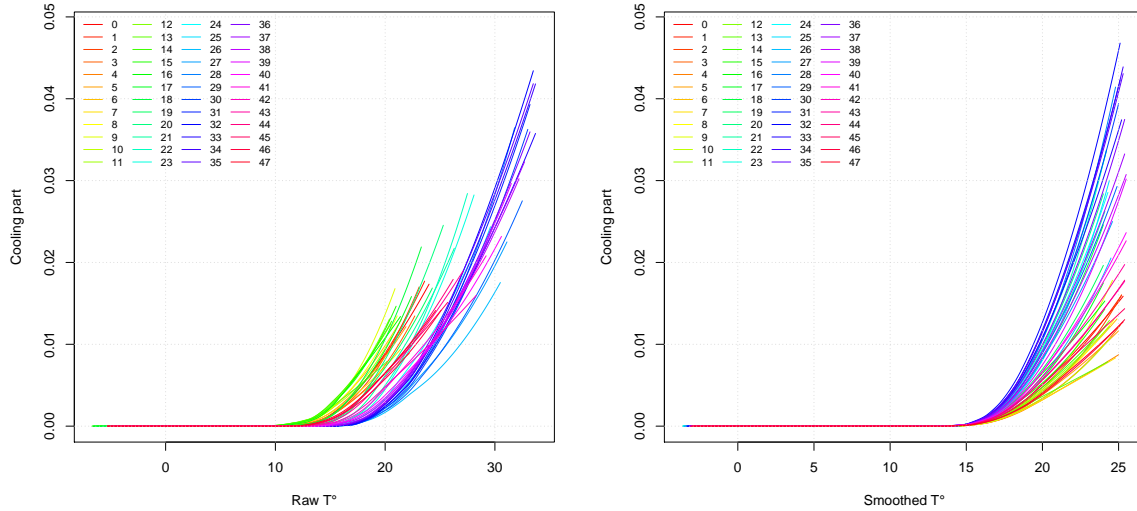 0 12 24 36
1 13 25 37
2 14 26 38
3 15 27 39
4 16 28 40
5 17 29 41
6 18 30 42
7 19 31 43
8 20 32 44
9 21 33 45
10 22 34 46
11 23 35 47
0.05
0.04
0.03
0.02
0.01
0.00
Cooling part
0 10 20 30
Raw T°
0 12 24 36
1 13 25 37
2 14 26 38
3 15 27 39
4 16 28 40
5 17 29 41
6 18 30 42
7 19 31 43
8 20 32 44
9 21 33 45
10 22 34 46
11 23 35 47
0.05
0.04
0.03
0.02
0.01
0.00
Cooling part
0 5 10 15 20 25
Smoothed T°